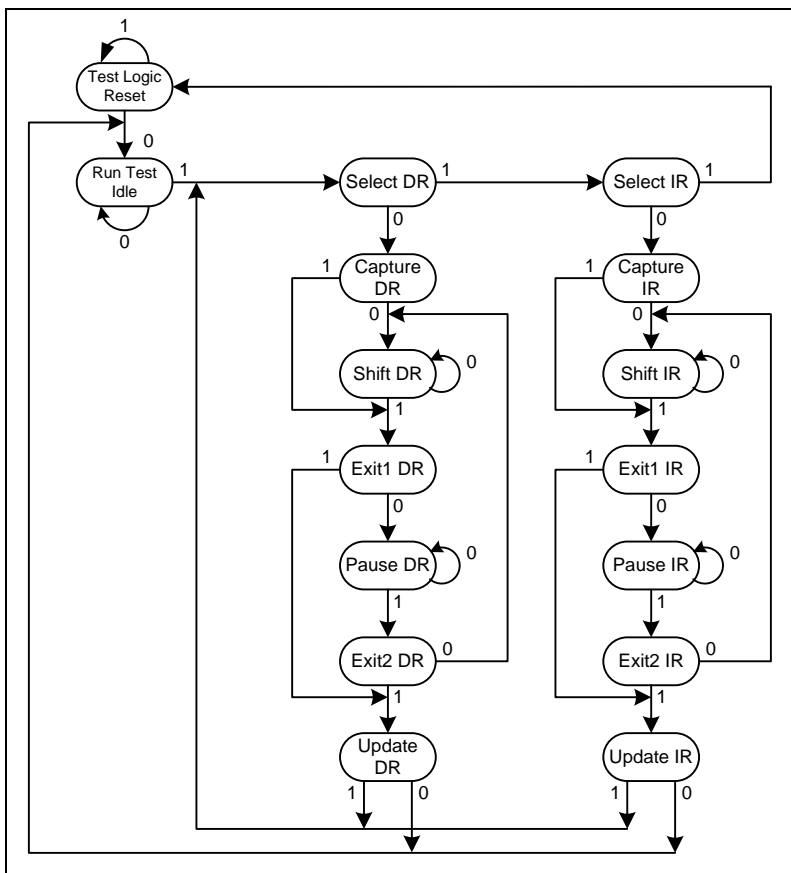 1
Test Logic
Reset
0
Run Test
Idle
1
0
Select DR
1
Select IR
1
0
0
1
Capture
DR
0
1
Capture
IR
0
Shift DR
0
Shift IR
0
1
1
1
Exit1 DR
1
Exit1 IR
0
0
Pause DR
0
Pause IR
0
1
1
Exit2 DR
0
Exit2 IR
0
1
1
Update
DR
Update IR
1
0
1
0